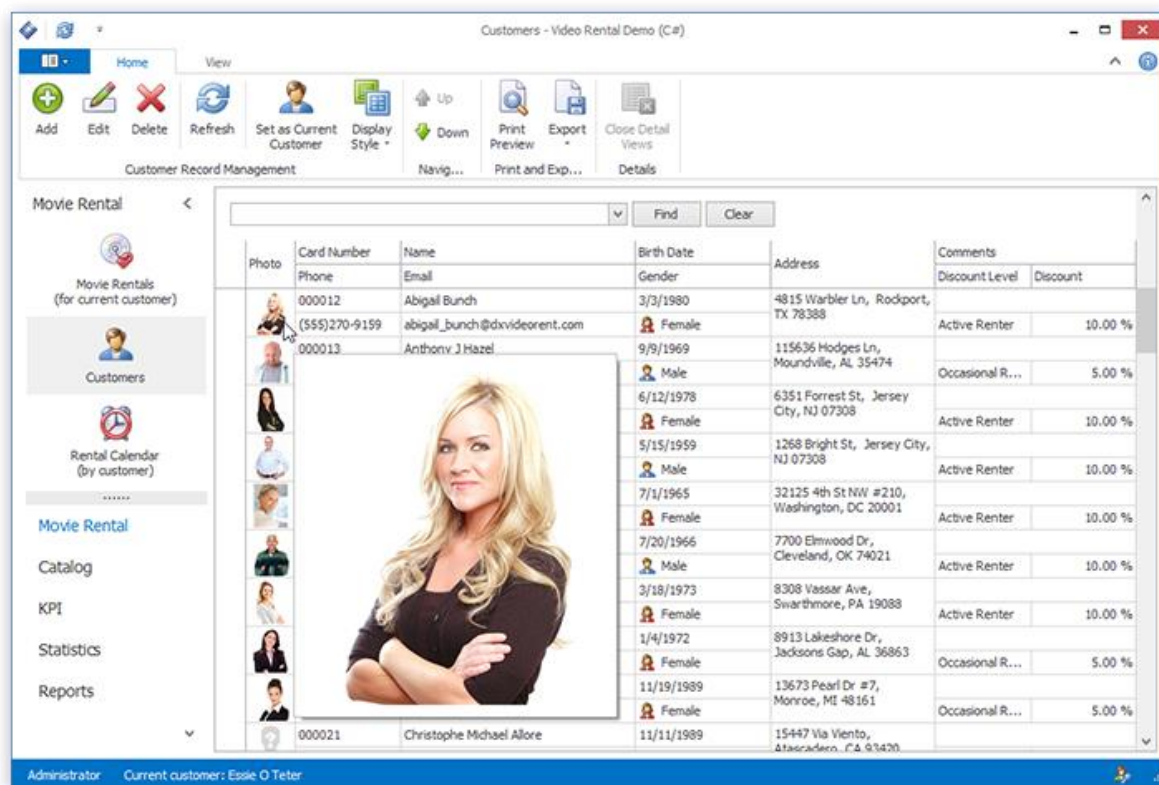 Customers - Video Rental Demo (C#)
Home View
Add Edit Delete Refresh Set as Current Customer Display Style Up Down Print Preview Export Close Detail Views
Customer Record Management Navig... Print and Exp... Details
Movie Rental
Movie Rentals
(for current customer)
Customers
Rental Calendar
(by customer)
Movie Rental
Catalog
KPI
Statistics
Reports
Find Clear
Photo Card Number Name Birth Date Address Comments
Phone Email Gender Discount Level Discount
000012 Abigail Bunch 3/3/1980 4815 Warbler Ln, Rockport,
TX 78388
(555)270-9159 abigail_bunch@dxvideorent.com Female Active Renter 10.00 %
000013 Anthony J Hazel 9/9/1969 115636 Hodges Ln,
Moundville, AL 35474
Male Occasional R... 5.00 %
6/12/1978 6351 Forrest St, Jersey
City, NJ 07308
Female Active Renter 10.00 %
5/15/1959 1268 Bright St, Jersey City,
NJ 07308
Male Active Renter 10.00 %
7/1/1965 32125 4th St NW #210,
Washington, DC 20001
Female Active Renter 10.00 %
7/20/1966 7700 Elmwood Dr,
Cleveland, OK 74021
Male Active Renter 10.00 %
3/18/1973 8308 Vassar Ave,
Swarthmore, PA 19088
Female Active Renter 10.00 %
1/4/1972 8913 Lakeshore Dr,
Jacksons Gap, AL 36863
Female Occasional R... 5.00 %
11/19/1989 13673 Pearl Dr #7,
Monroe, MI 48161
Female Occasional R... 5.00 %
000021 Christophe Michael Allore 11/11/1989 15447 Via Viento,
Atascadero, CA 93420
Administrator Current customer: Essie O Teter